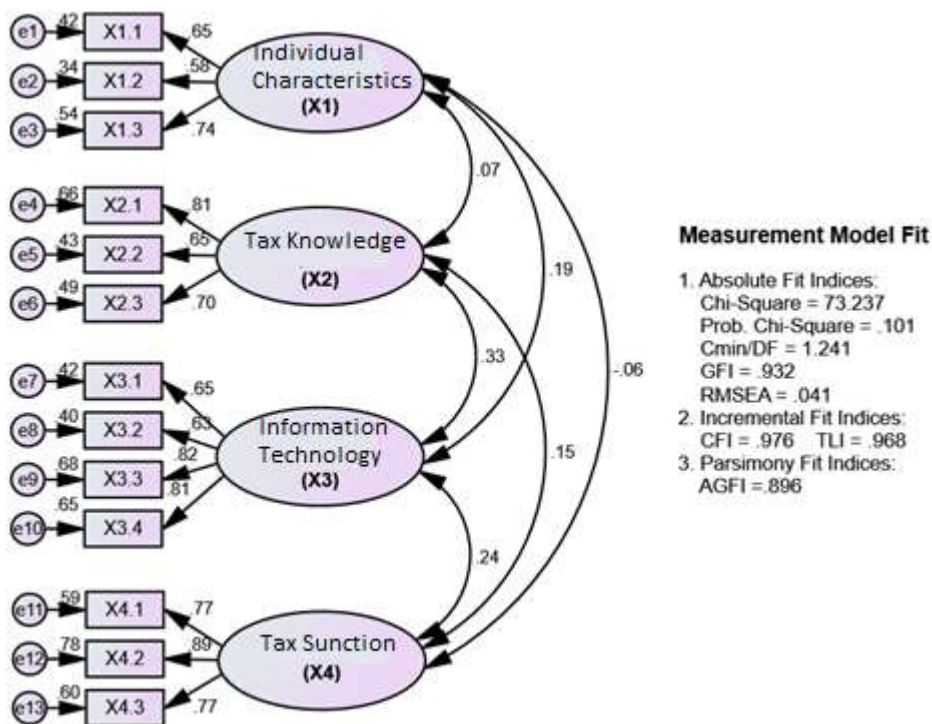 e1 .42 X1.1 .65
Individual
Characteristics
(X1)
e2 .34 X1.2 .58
e3 .54 X1.3 .74
.07
e4 .66 X2.1 .81
Tax Knowledge
(X2)
e5 .43 X2.2 .65
e6 .49 X2.3 .70
.19
.33
-.06
e7 .42 X3.1 .65
e8 .40 X3.2 .63
Information
Technology
(X3)
e9 .68 X3.3 .82
e10 .65 X3.4 .81
.15
.24
e11 .59 X4.1 .77
Tax Sunction
(X4)
e12 .78 X4.2 .89
e13 .60 X4.3 .77
Measurement Model Fit
1. Absolute Fit Indices:
Chi-Square = 73.237
Prob. Chi-Square = .101
Cmin/DF = 1.241
GFI = .932
RMSEA = .041
2. Incremental Fit Indices:
CFI = .976 TLI = .968
3. Parsimony Fit Indices:
AGFI =.896